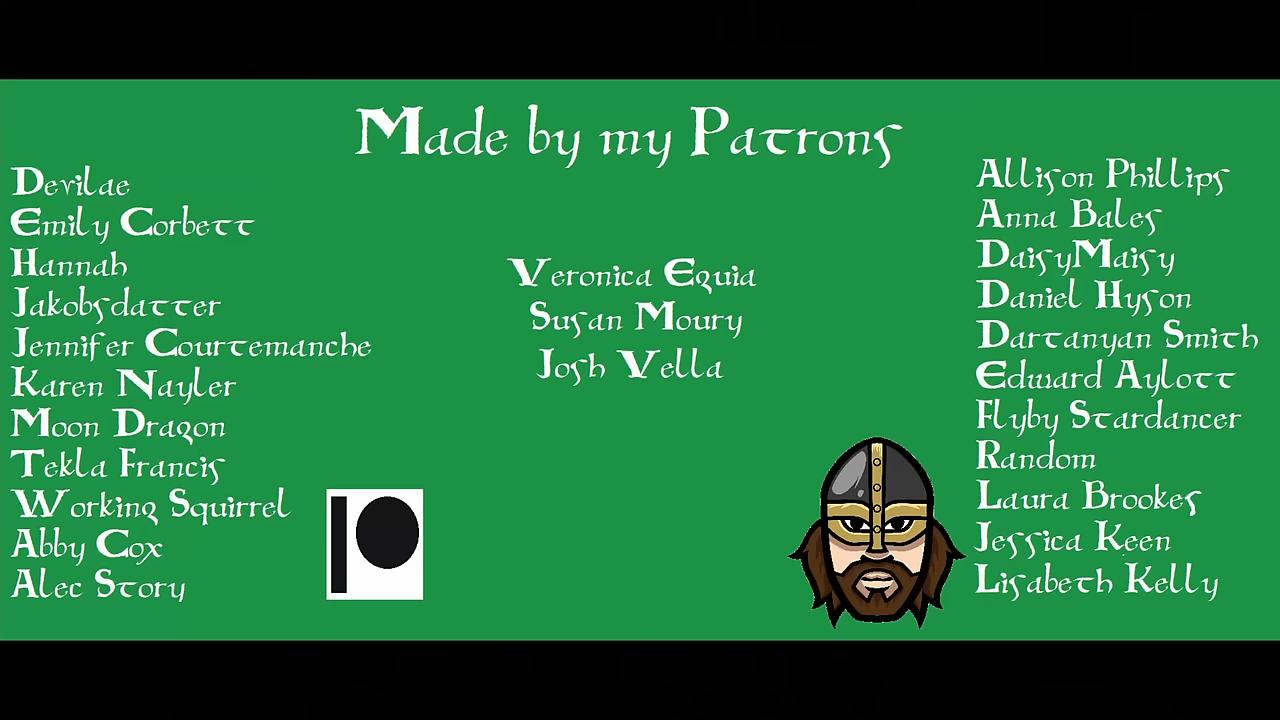 Made by my Patrons
Devilae
Emily Corbett
Hannah
Jakobsdatter
Jennifer Courtemanche
Karen Nayler
Moon Dragon
Tekla Francis
Working Squirrel
Abby Cox
Alec Story
Veronica Eguia
Susan Moury
Josh Vella
Allison Phillips
Anna Bales
DaisyMaisy
Daniel Hyson
Dartanyan Smith
Edward Aylott
Flyby Stardancer
Random
Laura Brookes
Jessica Keen
Lisabeth Kelly